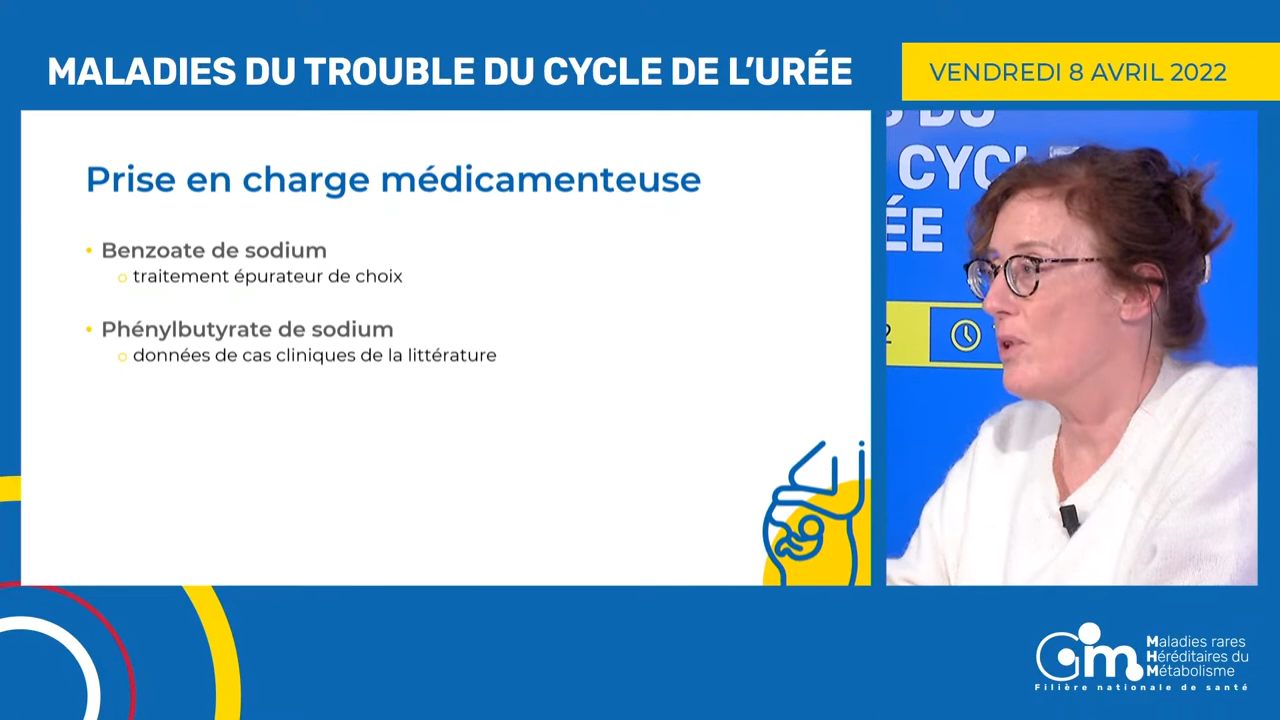 MALADIES DU TROUBLE DU CYCLE DE L'URÉE
VENDREDI 8 AVRIL 2022
Prise en charge médicamenteuse
• Benzoate de sodium
o traitement épurateur de choix
• Phénylbutyrate de sodium
o données de cas cliniques de la littérature
DU
CYCL
ÉE
2
Maladies rares
Héréditaires du
Métabolisme
Filière nationale de santé